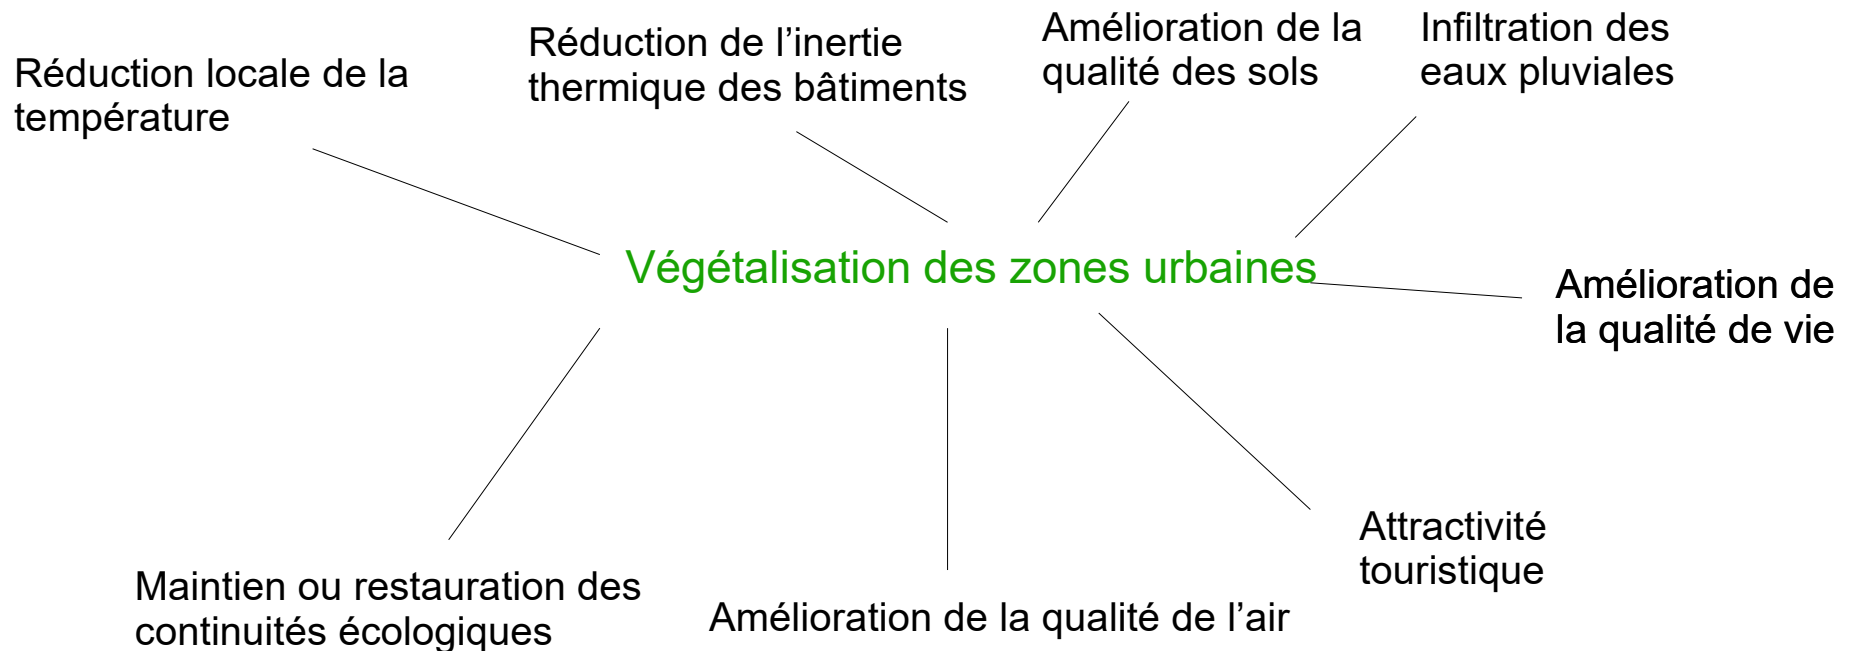 Réduction locale de la
température
Réduction de l’inertie
thermique des bâtiments
Amélioration de la
qualité des sols
Infiltration des
eaux pluviales
Végétalisation des zones urbaines
Amélioration de
la qualité de vie
Attractivité
touristique
Maintien ou restauration des
continuités écologiques
Amélioration de la qualité de l’air